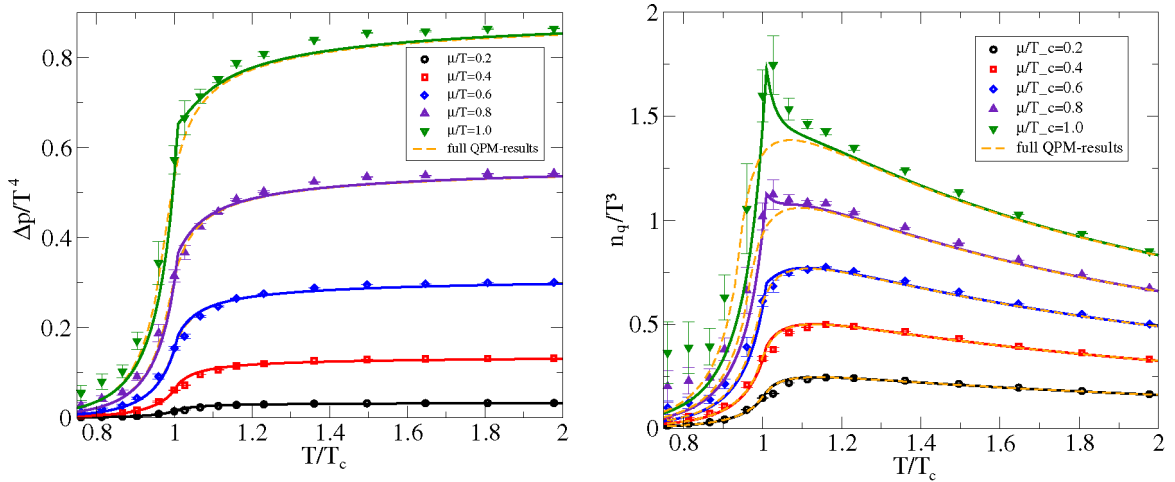 0.8
0.6
0.4
0.2
0
Δp/T⁴
μ/T=0.2
μ/T=0.4
μ/T=0.6
μ/T=0.8
μ/T=1.0
full QPM-results
0.8
1
1.2
1.4
1.6
1.8
2
T/T_c
2
1.5
1
0.5
0
n_q/T³
μ/T_c=0.2
μ/T_c=0.4
μ/T_c=0.6
μ/T_c=0.8
μ/T_c=1.0
full QPM-results
0.8
1
1.2
1.4
1.6
1.8
2
T/T_c